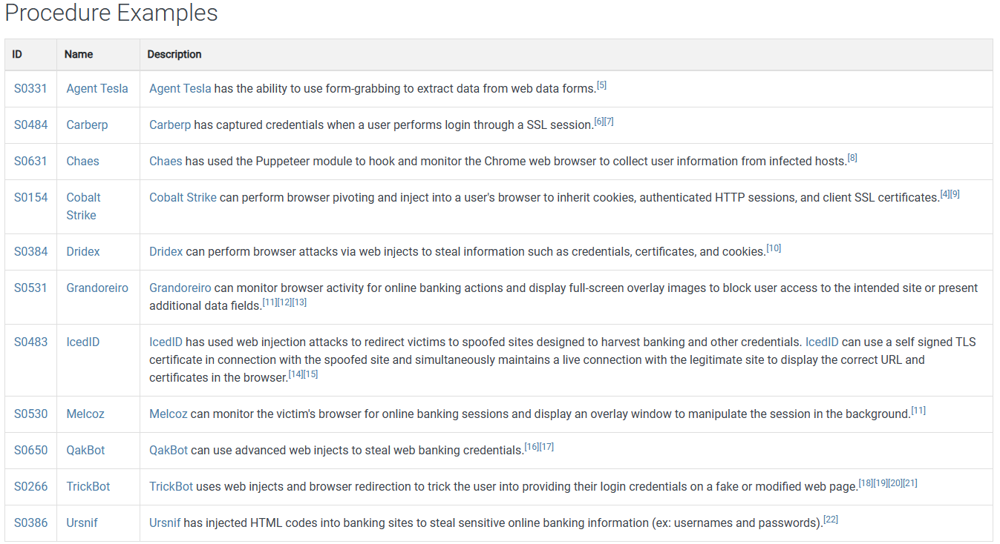 Procedure Examples
ID Name Description
S0331 Agent Tesla Agent Tesla has the ability to use form-grabbing to extract data from web data forms.[5]
S0484 Carberp Carberp has captured credentials when a user performs login through a SSL session.[6][7]
S0631 Chaes Chaes has used the Puppeteer module to hook and monitor the Chrome web browser to collect user information from infected hosts.[8]
S0154 Cobalt Strike Cobalt Strike can perform browser pivoting and inject into a user's browser to inherit cookies, authenticated HTTP sessions, and client SSL certificates.[4][9]
S0384 Dridex Dridex can perform browser attacks via web injects to steal information such as credentials, certificates, and cookies.[10]
S0531 Grandoreiro Grandoreiro can monitor browser activity for online banking actions and display full-screen overlay images to block user access to the intended site or present
additional data fields.[11][12][13]
S0483 IcedID IcedID has used web injection attacks to redirect victims to spoofed sites designed to harvest banking and other credentials. IcedID can use a self signed TLS
certificate in connection with the spoofed site and simultaneously maintains a live connection with the legitimate site to display the correct URL and
certificates in the browser.[14][15]
S0530 Melcoz Melcoz can monitor the victim's browser for online banking sessions and display an overlay window to manipulate the session in the background.[11]
S0650 QakBot QakBot can use advanced web injects to steal web banking credentials.[16][17]
S0266 TrickBot TrickBot uses web injects and browser redirection to trick the user into providing their login credentials on a fake or modified web page.[18][19][20][21]
S0386 Ursnif Ursnif has injected HTML codes into banking sites to steal sensitive online banking information (ex: usernames and passwords).[22]